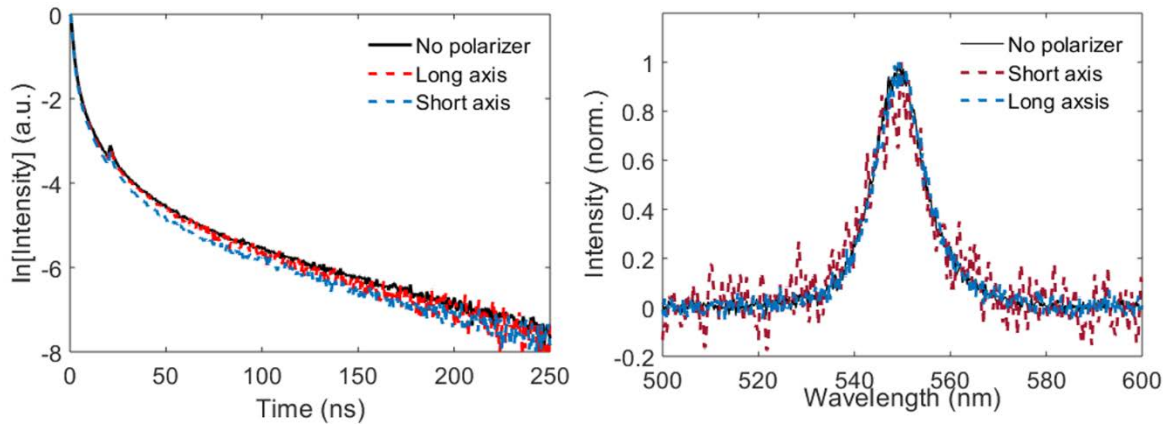 0
-2
-4
-6
-8
ln[Intensity] (a.u.)
No polarizer
Long axis
Short axis
0 50 100 150 200 250
Time (ns)
1
0.8
0.6
0.4
0.2
0
-0.2
Intensity (norm.)
No polarizer
Short axis
Long axsis
500 520 540 560 580 600
Wavelength (nm)